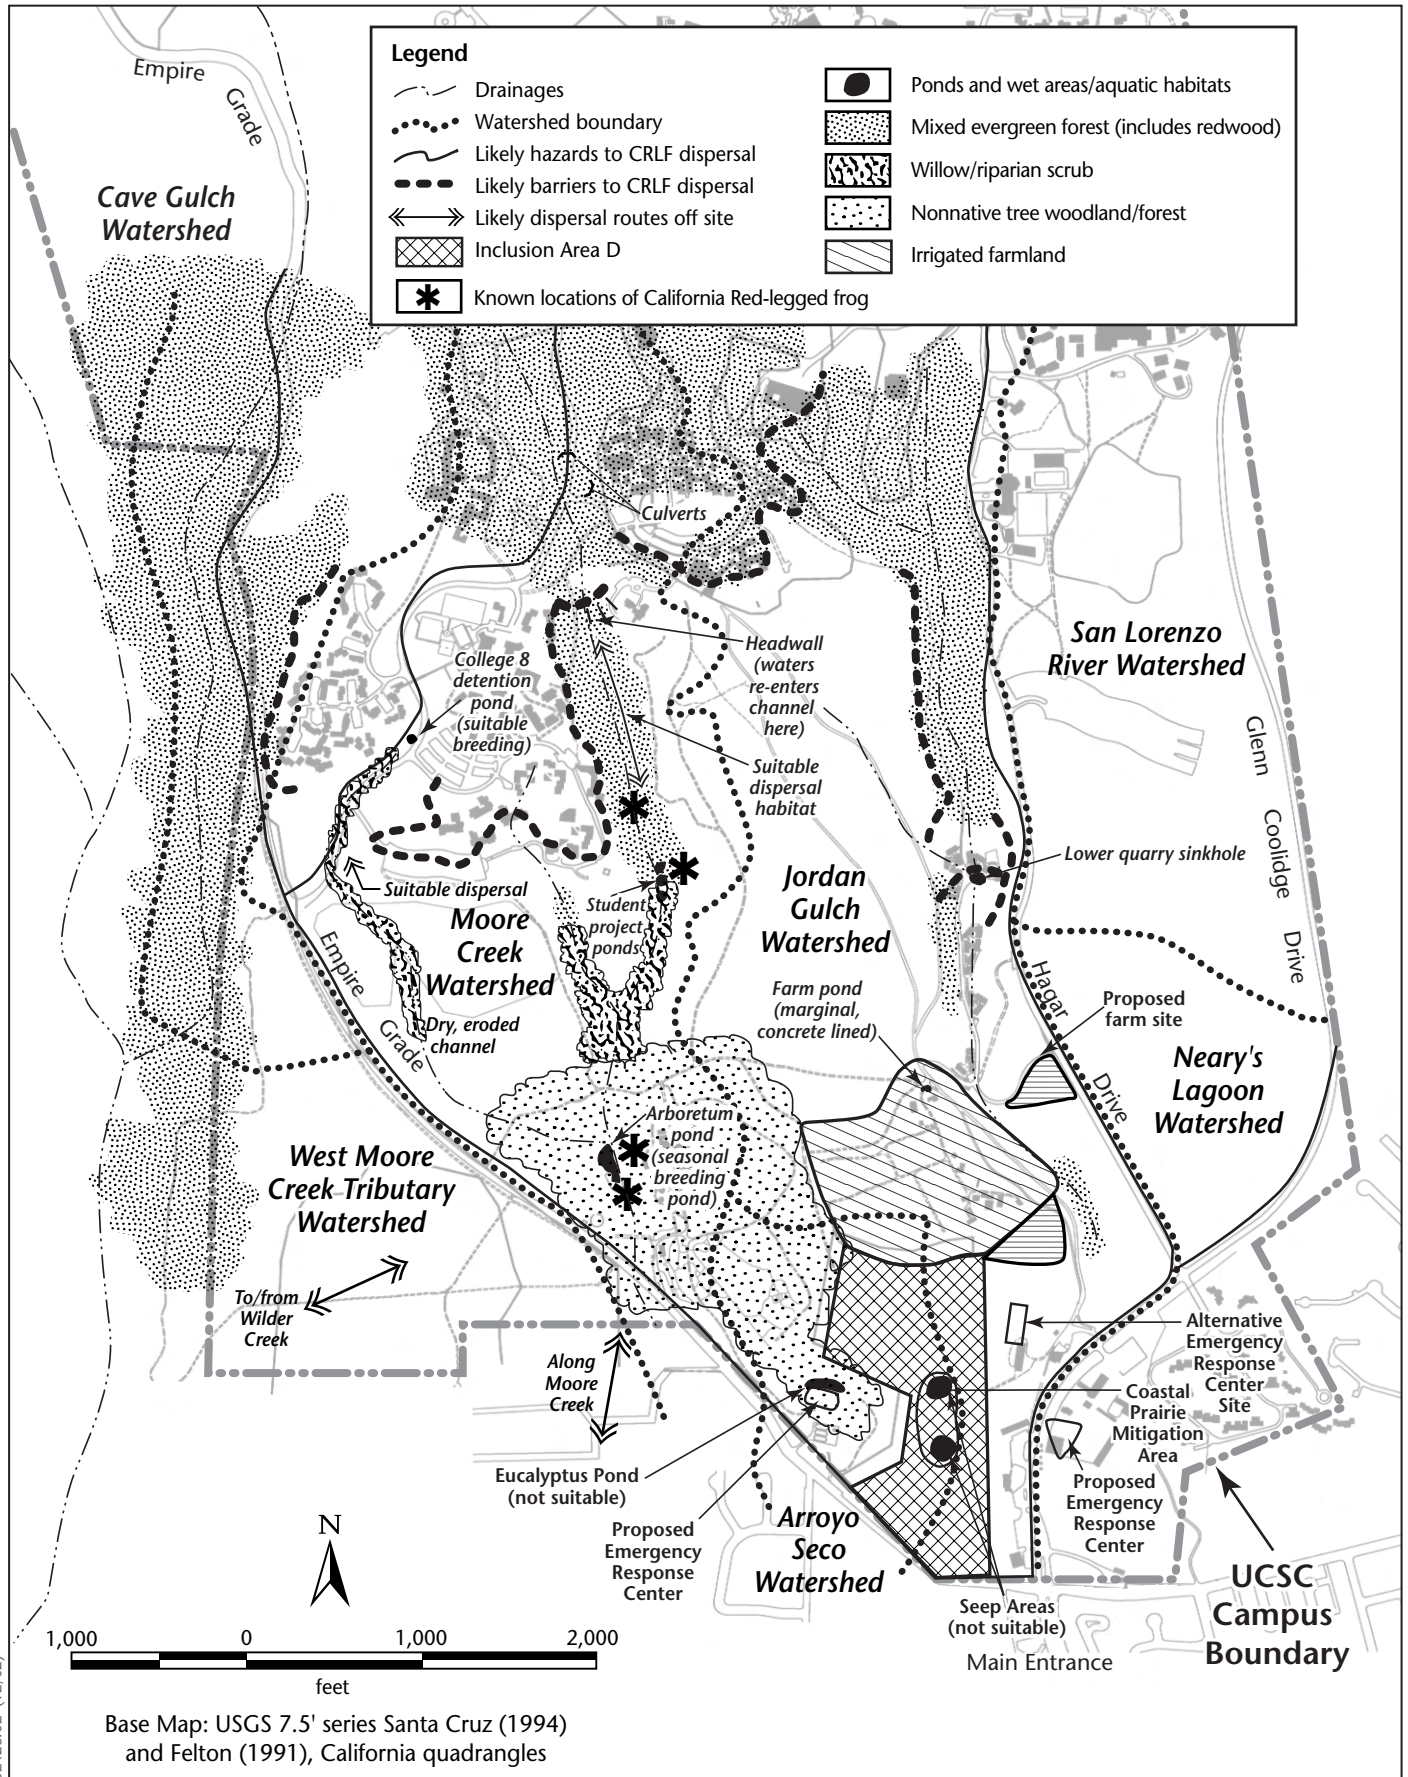 Legend
Drainages
Watershed boundary
Likely hazards to CRLF dispersal
Likely barriers to CRLF dispersal
Likely dispersal routes off site
Inclusion Area D
Known locations of California Red-legged frog
Ponds and wet areas/aquatic habitats
Mixed evergreen forest (includes redwood)
Willow/riparian scrub
Nonnative tree woodland/forest
Irrigated farmland
Empire
Grade
Cave Gulch
Watershed
Culverts
Headwall
(waters
re-enters
channel
here)
San Lorenzo
River Watershed
College 8
detention
pond
(suitable
breeding)
Suitable
dispersal
habitat
Glenn
Coolidge
Drive
Lower quarry sinkhole
Suitable dispersal
Jordan
Gulch
Watershed
Student
project
ponds
Moore
Creek
Watershed
Empire
Grade
Dry, eroded
channel
Farm pond
(marginal,
concrete lined)
Hagar
Drive
Proposed
farm site
Neary's
Lagoon
Watershed
Arboretum
pond
(seasonal
breeding
pond)
West Moore
Creek Tributary
Watershed
To/from
Wilder
Creek
Along
Moore
Creek
Alternative
Emergency
Response
Center
Site
Coastal
Prairie
Mitigation
Area
Eucalyptus Pond
(not suitable)
Proposed
Emergency
Response
Center
Proposed
Emergency
Response
Center
Arroyo
Seco
Watershed
Seep Areas
(not suitable)
Main Entrance
UCSC
Campus
Boundary
N
1,000 0 1,000 2,000
feet
Base Map: USGS 7.5' series Santa Cruz (1994)
and Felton (1991), California quadrangles